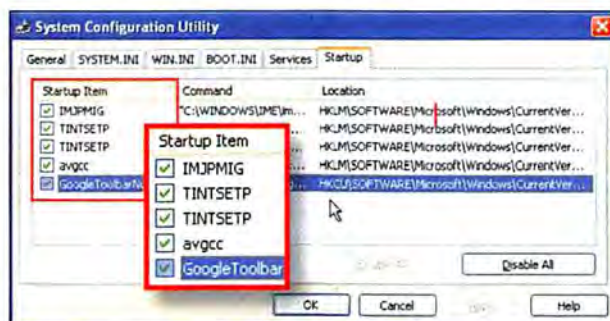 System Configuration Utility
General SYSTEM.INI WIN.INI BOOT.INI Services Startup
Startup Item Command Location
IMJPMIG "C:\WINDOWS\IME\im... HKLM\SOFTWARE\Microsoft\Windows\CurrentVer...
TINTSETP HKLM\SOFTWARE\Microsoft\Windows\CurrentVer...
TINTSETP HKLM\SOFTWARE\Microsoft\Windows\CurrentVer...
avgcc HKLM\SOFTWARE\Microsoft\Windows\CurrentVer...
GoogleToolbarNo HKCU\SOFTWARE\Microsoft\Windows\CurrentVer...
Startup Item
IMJPMIG
TINTSETP
TINTSETP
avgcc
GoogleToolbar
Disable All
OK Cancel Help